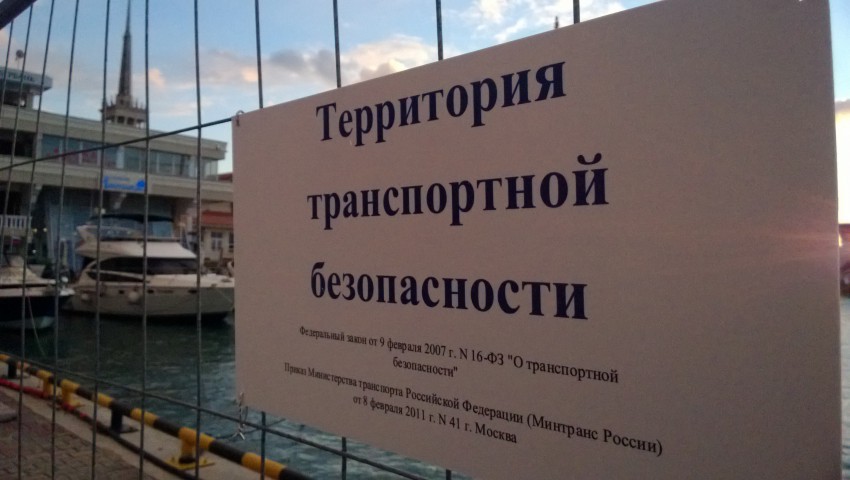 Территория
транспортной
безопасности
Федеральный закон от 9 февраля 2007 г. N 16-ФЗ "О транспортной
безопасности"
Приказ Министерства транспорта Российской Федерации (Минтранс России)
от 8 февраля 2011 г. N 41 г. Москва